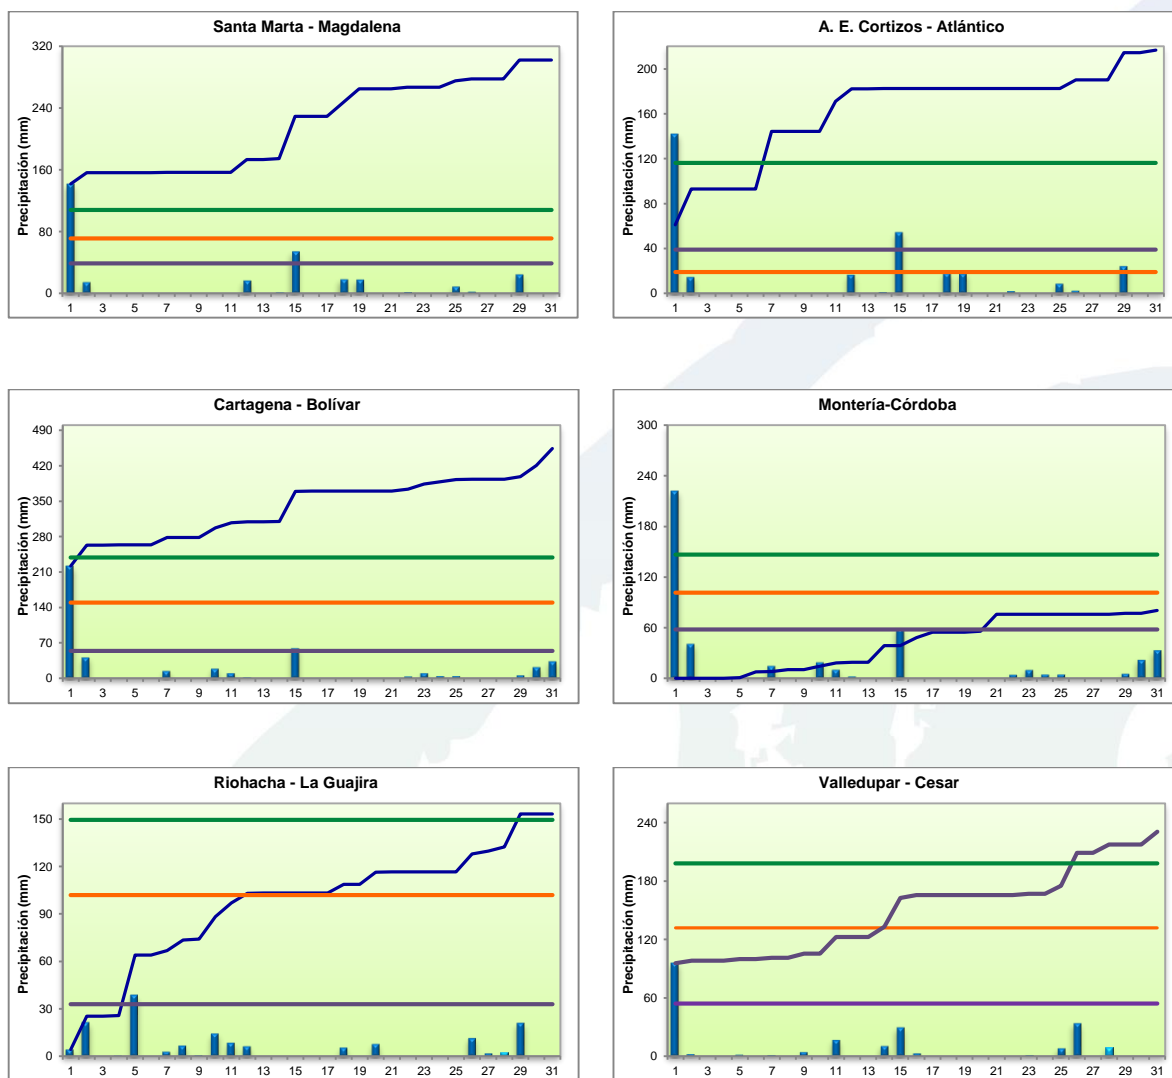 Santa Marta - Magdalena
Precipitación (mm)
320
240
160
80
0
1 3 5 7 9 11 13 15 17 19 21 23 25 27 29 31
A. E. Cortizos - Atlántico
Precipitación (mm)
200
160
120
80
40
0
1 3 5 7 9 11 13 15 17 19 21 23 25 27 29 31
Cartagena - Bolívar
Precipitación (mm)
490
420
350
280
210
140
70
0
1 3 5 7 9 11 13 15 17 19 21 23 25 27 29 31
Montería-Córdoba
Precipitación (mm)
300
240
180
120
60
0
1 3 5 7 9 11 13 15 17 19 21 23 25 27 29 31
Riohacha - La Guajira
Precipitación (mm)
150
120
90
60
30
0
1 3 5 7 9 11 13 15 17 19 21 23 25 27 29 31
Valledupar - Cesar
Precipitación (mm)
240
180
120
60
0
1 3 5 7 9 11 13 15 17 19 21 23 25 27 29 31